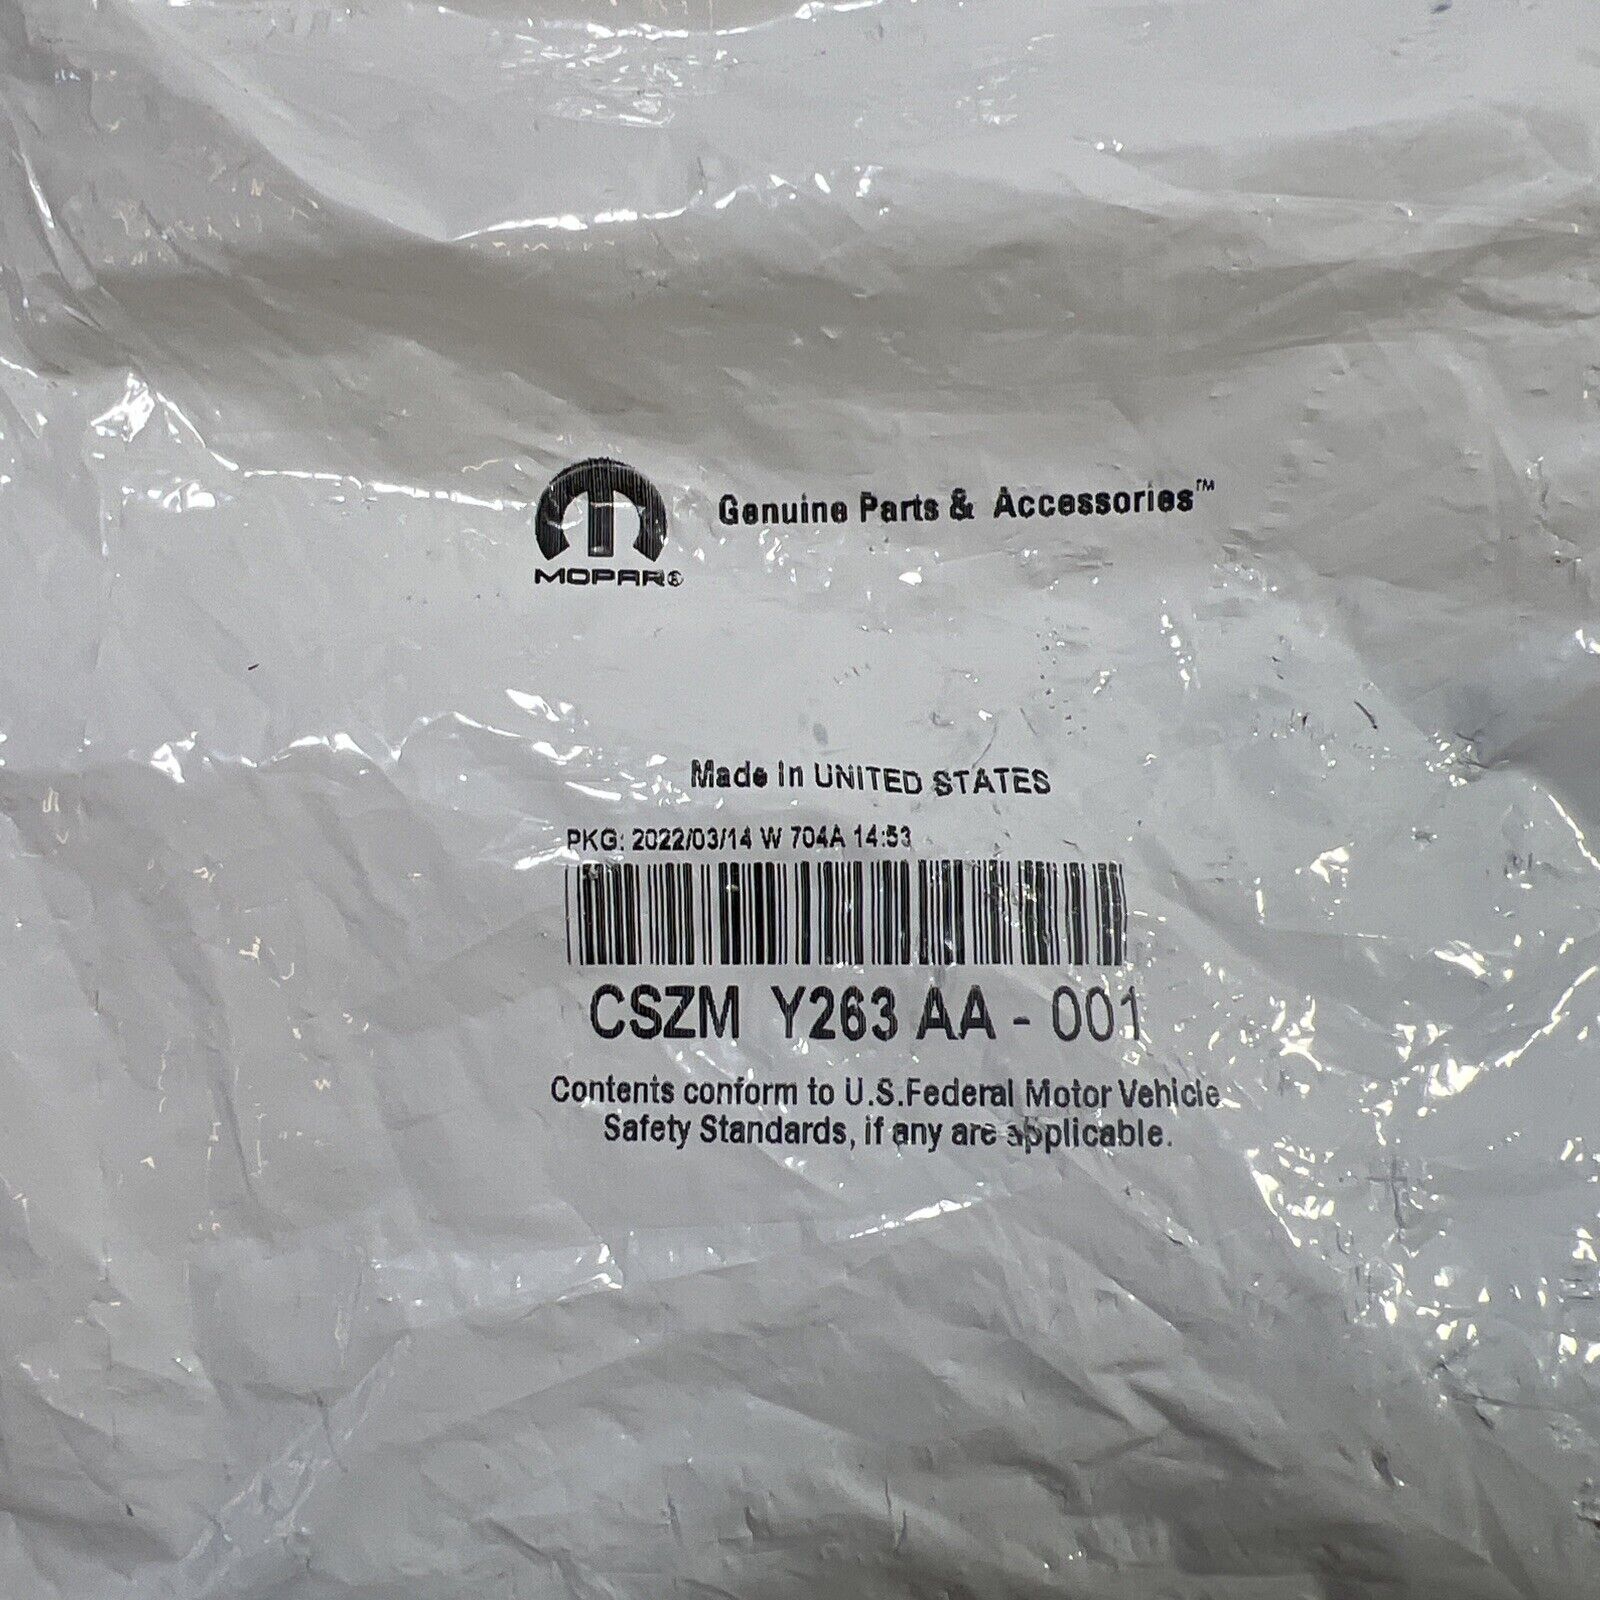 MOPAR®
Genuine Parts & Accessories™
Made In UNITED STATES
PKG: 2022/03/14 W 704A 14:53
CSZM Y263 AA - 001
Contents conform to U.S.Federal Motor Vehicle
Safety Standards, if any are applicable.